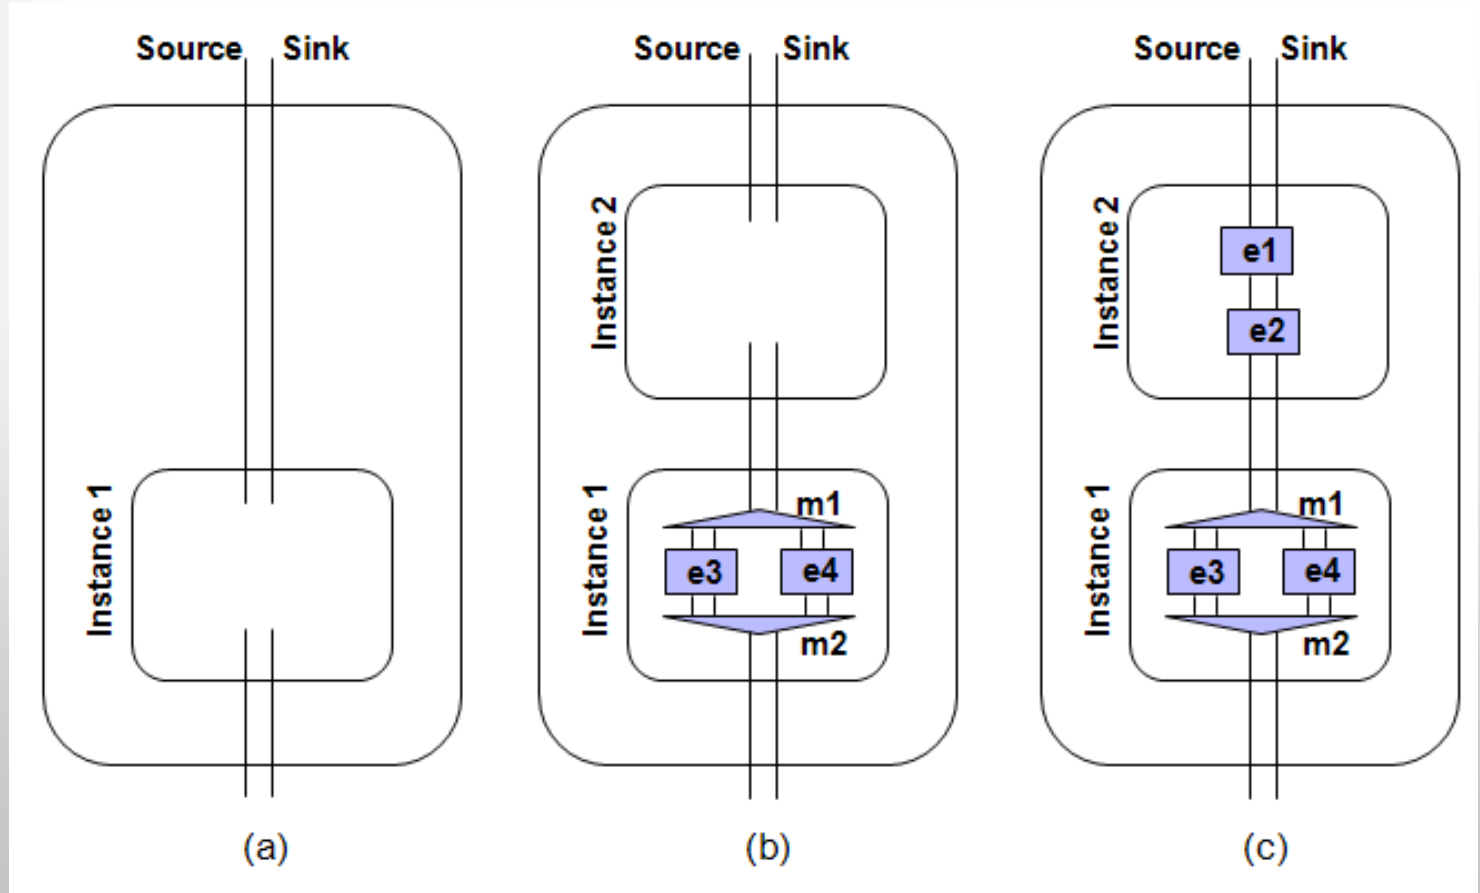 Source Sink
Instance 1
(a)
Source Sink
Instance 2
Instance 1
m1
e3 e4
m2
(b)
Source Sink
Instance 2
e1
e2
Instance 1
m1
e3 e4
m2
(c)